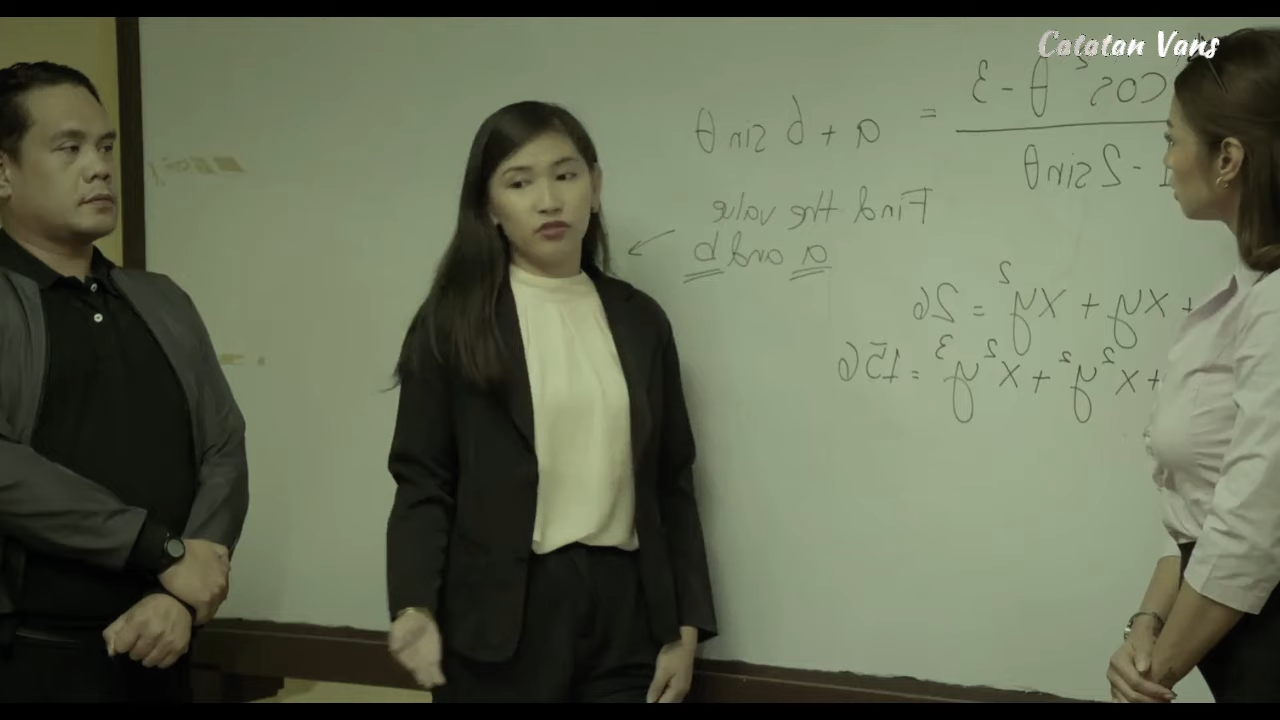 Catatan Vans
cos² θ - 3
= a + b sin θ
1 - 2 sin θ
Find the value
a and b
+ xy + xy² = 26
+ x²y² + x²y³ = 156